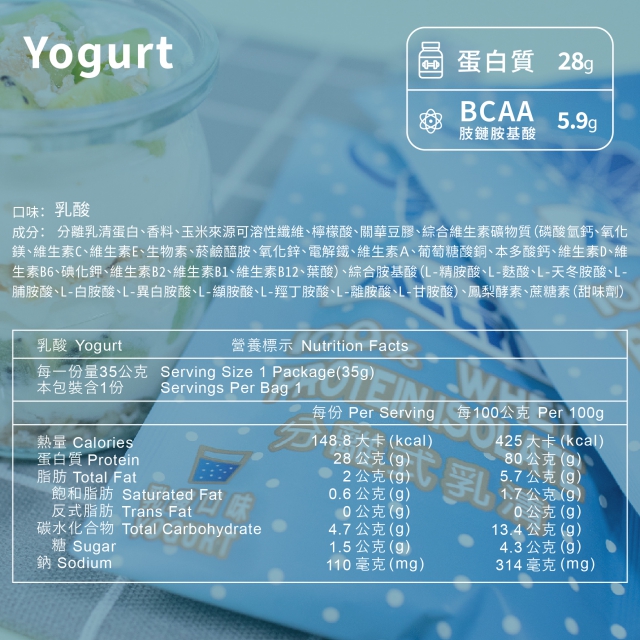 Yogurt
蛋白質 28g
BCAA
肢鏈胺基酸 5.9g
口味：乳酸
成分： 分離乳清蛋白、香料、玉米來源可溶性纖維、檸檬酸、關華豆膠、綜合維生素礦物質（磷酸氫鈣、氧化
鎂、維生素C、維生素E、生物素、菸鹼醯胺、氧化鋅、電解鐵、維生素A、葡萄糖酸銅、本多酸鈣、維生素D、維
生素B6、碘化鉀、維生素B2、維生素B1、維生素B12、葉酸）、綜合胺基酸（L-精胺酸、L-麩酸、L-天冬胺酸、L-
脯胺酸、L-白胺酸、L-異白胺酸、L-纈胺酸、L-羥丁胺酸、L-離胺酸、L-甘胺酸）、鳳梨酵素、蔗糖素（甜味劑）
乳酸 Yogurt 營養標示 Nutrition Facts
每一份量35公克 Serving Size 1 Package(35g)
本包裝含1份 Servings Per Bag 1
每份 Per Serving 每100公克 Per 100g
熱量 Calories 148.8 大卡(kcal) 425 大卡(kcal)
蛋白質 Protein 28 公克(g) 80 公克(g)
脂肪 Total Fat 2 公克(g) 5.7 公克(g)
飽和脂肪 Saturated Fat 0.6 公克(g) 1.7 公克(g)
反式脂肪 Trans Fat 0 公克(g) 0 公克(g)
碳水化合物 Total Carbohydrate 4.7 公克(g) 13.4 公克(g)
糖 Sugar 1.5 公克(g) 4.3 公克(g)
鈉 Sodium 110 毫克(mg) 314 毫克(mg)